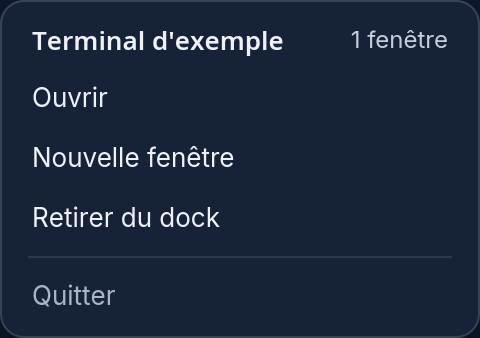 Terminal d'exemple 1 fenêtre
Ouvrir
Nouvelle fenêtre
Retirer du dock
Quitter